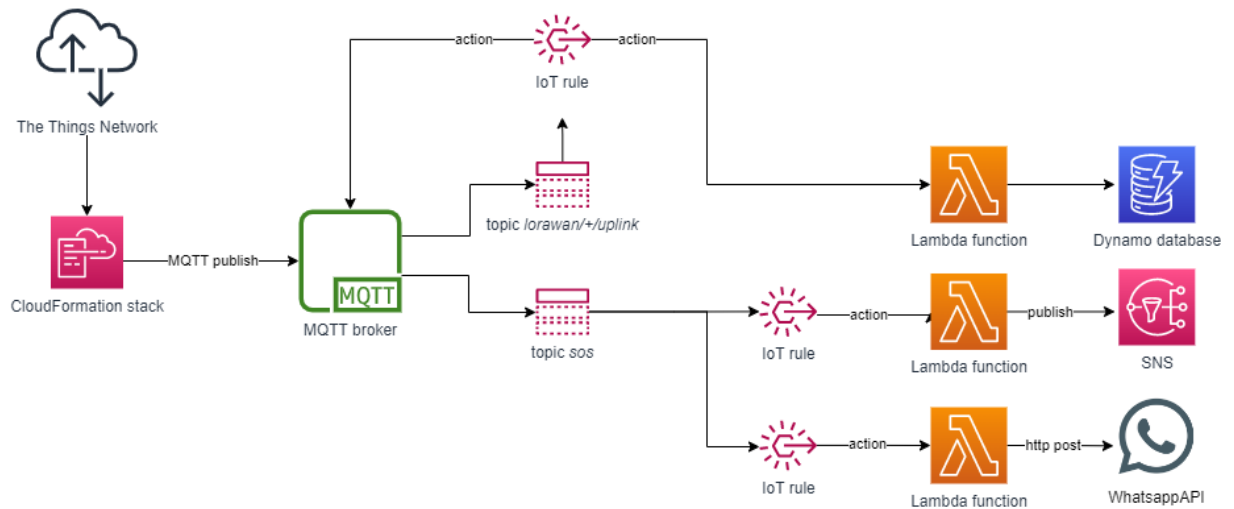 action
action
IoT rule
The Things Network
topic lorawan/+/uplink
Lambda function
Dynamo database
MQTT publish
CloudFormation stack
MQTT
MQTT broker
topic sos
IoT rule
action
Lambda function
publish
SNS
IoT rule
action
Lambda function
http post
WhatsappAPI